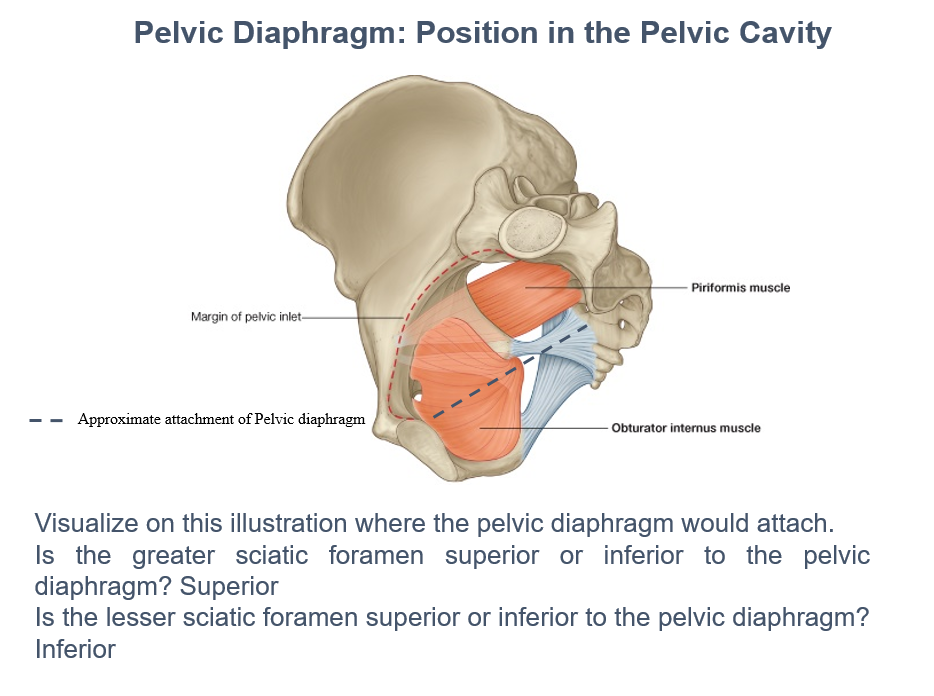 Pelvic Diaphragm: Position in the Pelvic Cavity
Piriformis muscle
Margin of pelvic inlet
Approximate attachment of Pelvic diaphragm
Obturator internus muscle
Visualize on this illustration where the pelvic diaphragm would attach.
Is the greater sciatic foramen superior or inferior to the pelvic
diaphragm? Superior
Is the lesser sciatic foramen superior or inferior to the pelvic diaphragm?
Inferior